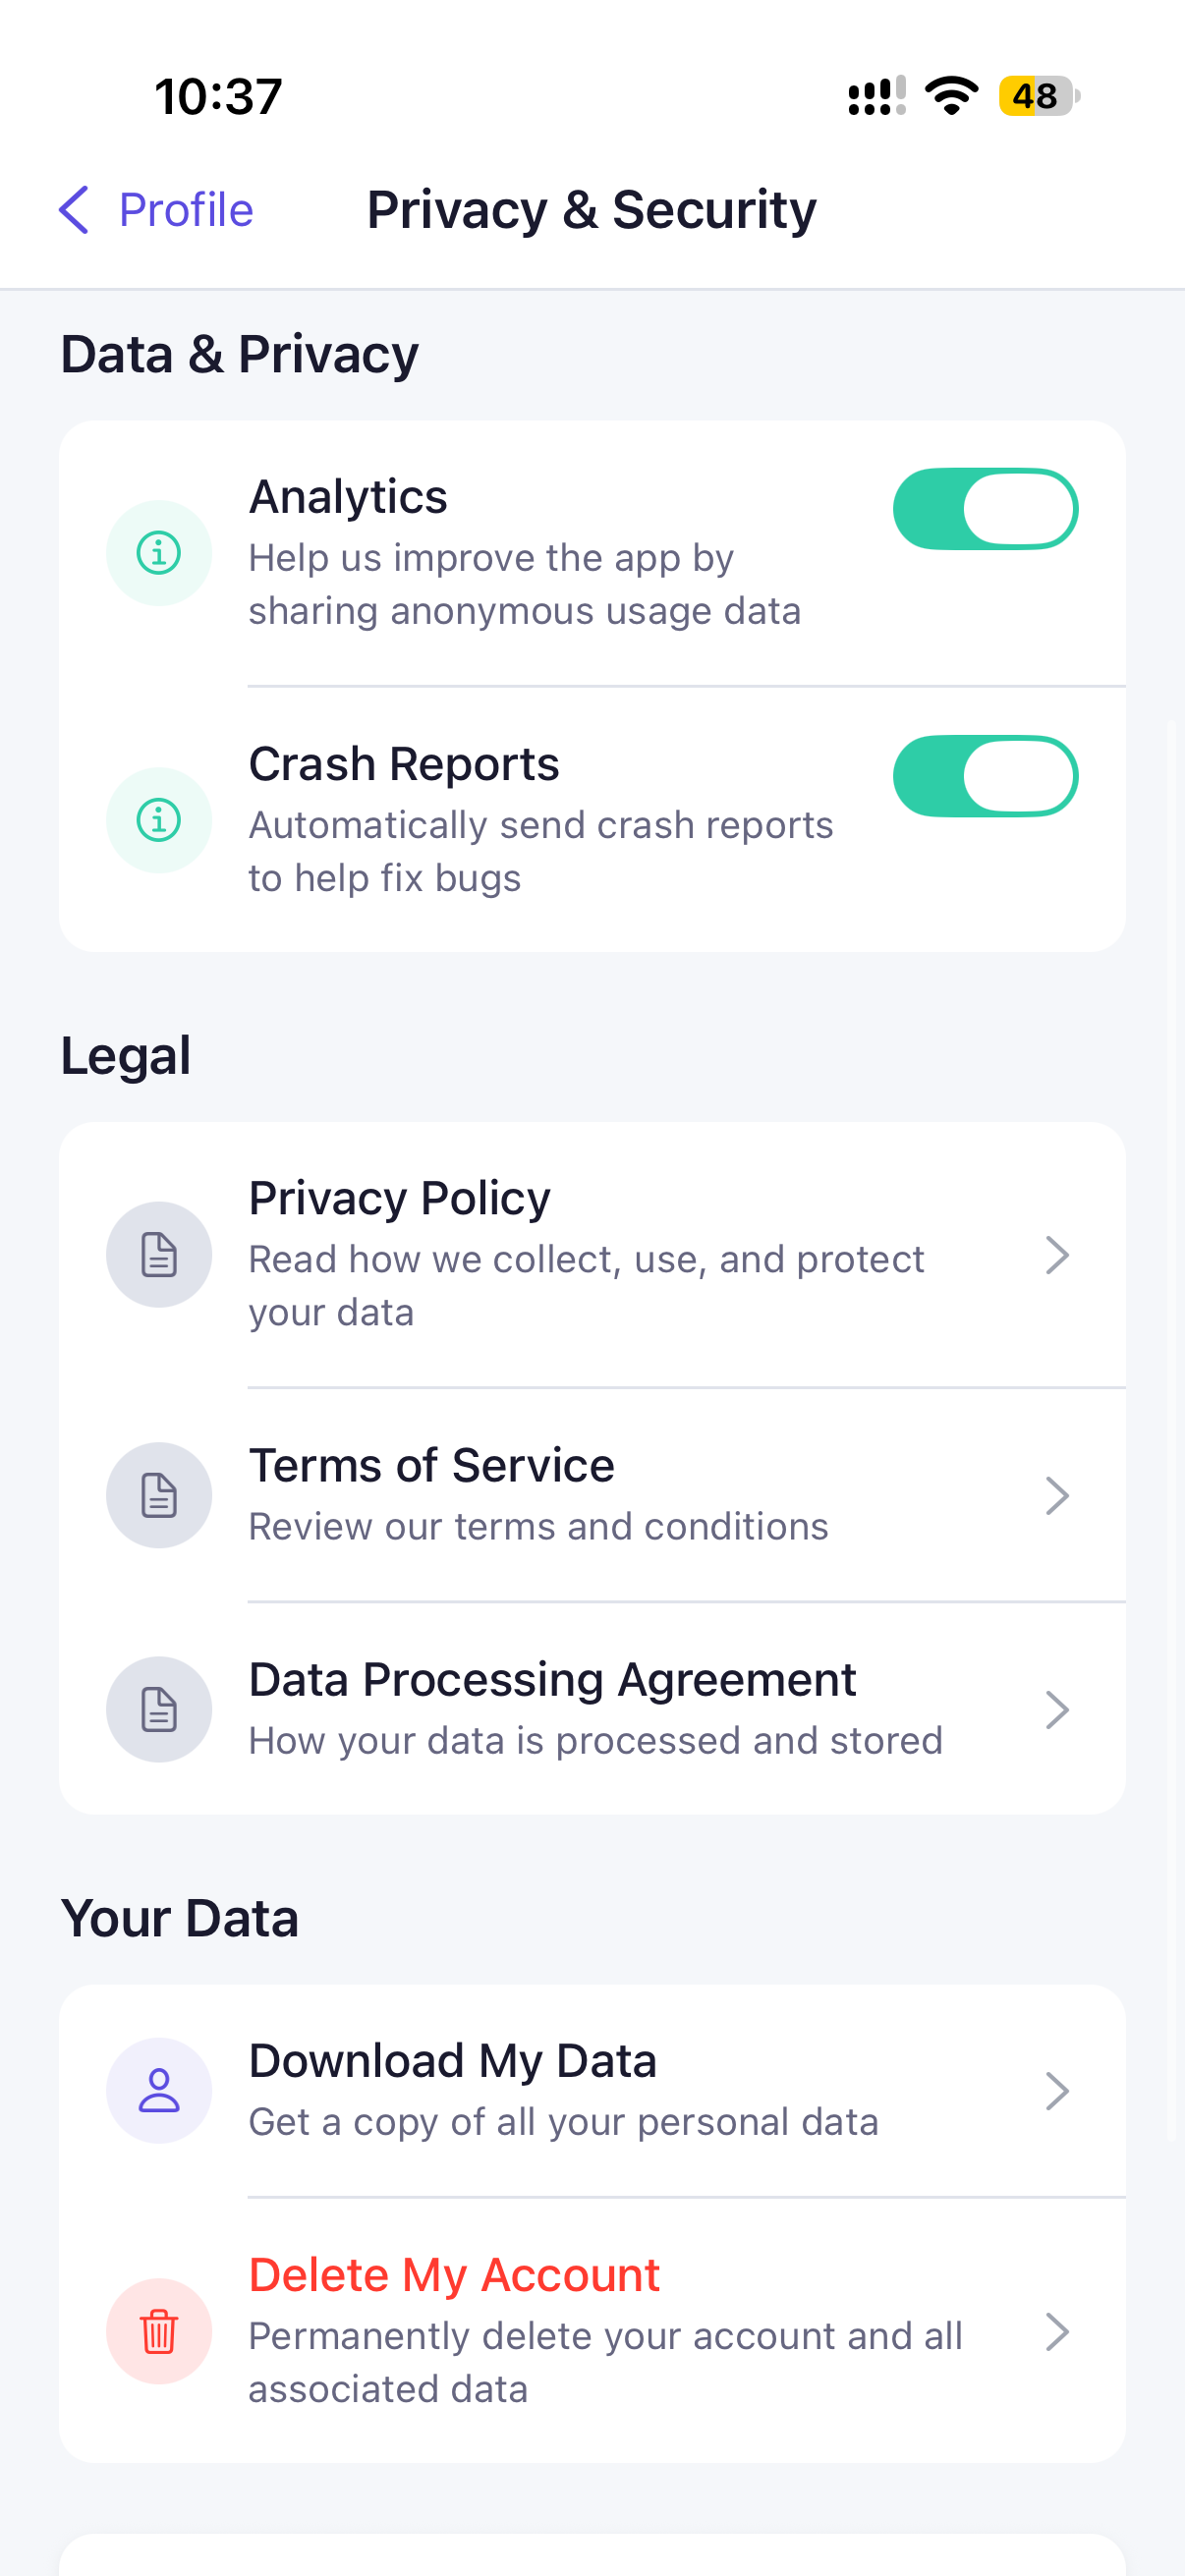 10:37
48
Profile
Privacy & Security
Data & Privacy
Analytics
Help us improve the app by
sharing anonymous usage data
Crash Reports
Automatically send crash reports
to help fix bugs
Legal
Privacy Policy
Read how we collect, use, and protect
your data
Terms of Service
Review our terms and conditions
Data Processing Agreement
How your data is processed and stored
Your Data
Download My Data
Get a copy of all your personal data
Delete My Account
Permanently delete your account and all
associated data